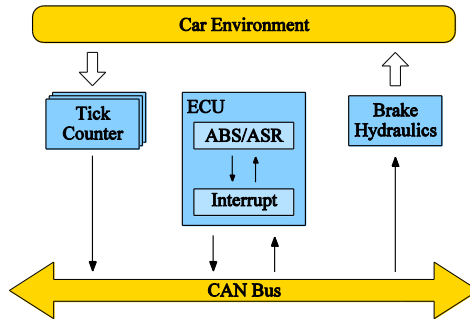 Car Environment
Tick
Counter
ECU
ABS/ASR
Interrupt
Brake
Hydraulics
CAN Bus